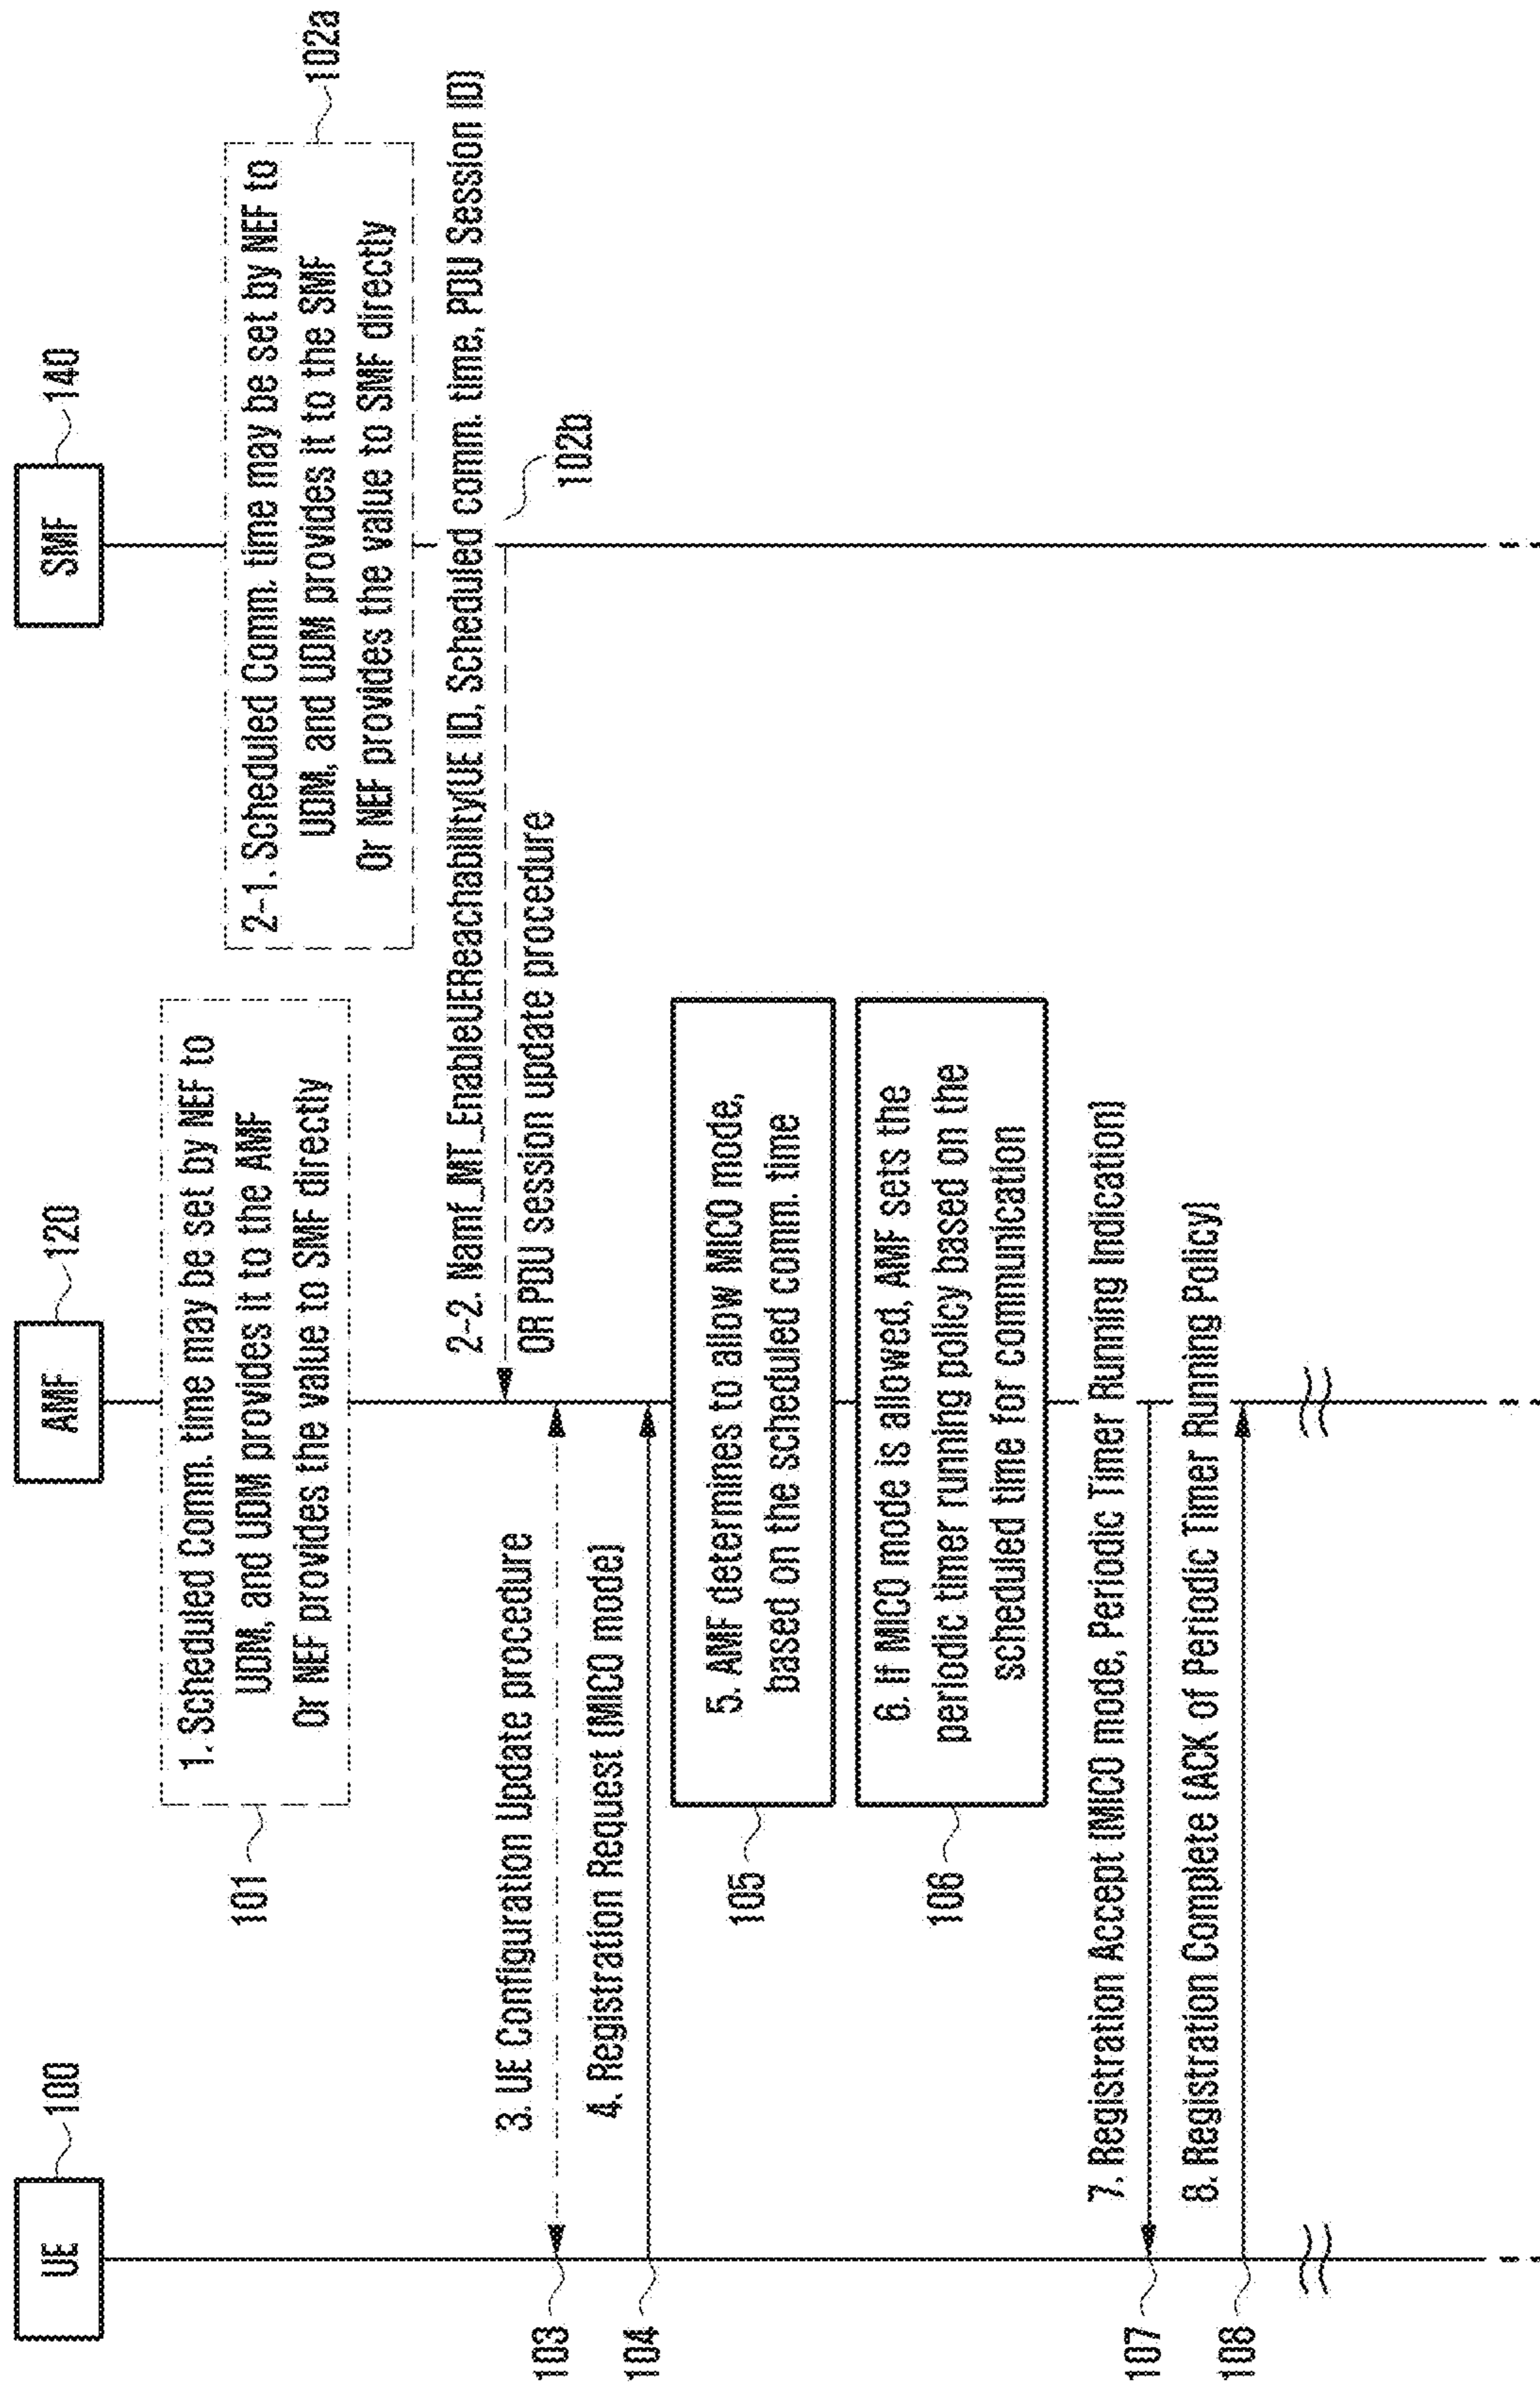 UE
100
AMF
120
SMF
140
1. Scheduled Comm. time may be set by NEF to
UDM, and UDM provides it to the AMF
Or NEF provides the value to SMF directly
101
2-1. Scheduled Comm. time may be set by NEF to
UDM, and UDM provides it to the SMF
Or NEF provides the value to SMF directly
102a
2-2. Namf_MT_EnableUEReachability(UE ID, Scheduled comm. time, PDU Session ID)
OR PDU session update procedure
102b
3. UE Configuration Update procedure
103
4. Registration Request (MICO mode)
104
5. AMF determines to allow MICO mode,
based on the scheduled comm. time
105
6. If MICO mode is allowed, AMF sets the
periodic timer running policy based on the
scheduled time for communication
106
7. Registration Accept (MICO mode, Periodic Timer Running Indication)
107
8. Registration Complete (ACK of Periodic Timer Running Policy)
108